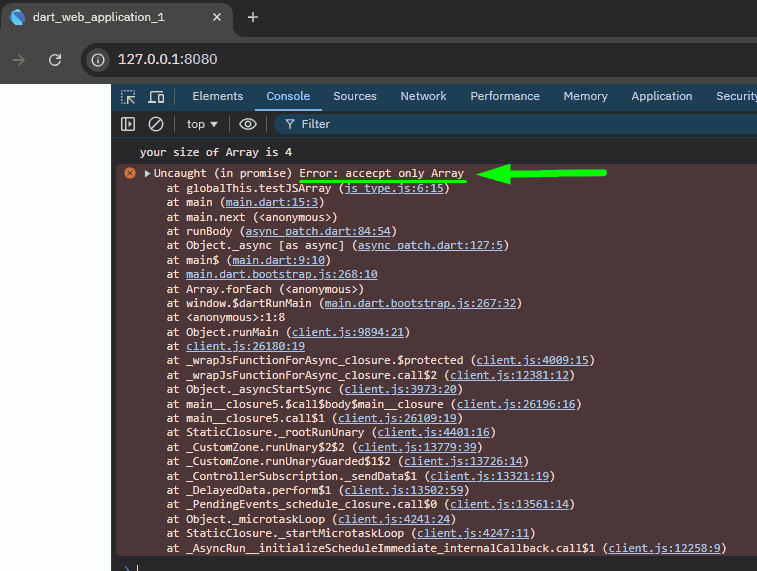 dart_web_application_1
127.0.0.1:8080
Elements Console Sources Network Performance Memory Application Security
top Filter
your size of Array is 4
Uncaught (in promise) Error: accecpt only Array
at globalThis.testJSArray (js_type.js:6:15)
at main (main.dart:15:3)
at main.next (<anonymous>)
at runBody (async_patch.dart:84:54)
at Object._async [as async] (async_patch.dart:127:5)
at main$ (main.dart:9:10)
at main.dart.bootstrap.js:268:10
at Array.forEach (<anonymous>)
at window.$dartRunMain (main.dart.bootstrap.js:267:32)
at <anonymous>:1:8
at Object.runMain (client.js:9894:21)
at client.js:26180:19
at _wrapJsFunctionForAsync_closure.$protected (client.js:4009:15)
at _wrapJsFunctionForAsync_closure.call$2 (client.js:12381:12)
at Object._asyncStartSync (client.js:3973:20)
at main__closure5.$call$body$main__closure (client.js:26196:16)
at main__closure5.call$1 (client.js:26109:19)
at StaticClosure._rootRunUnary (client.js:4401:16)
at _CustomZone.runUnary$2$2 (client.js:13779:39)
at _CustomZone.runUnaryGuarded$1$2 (client.js:13726:14)
at _ControllerSubscription._sendData$1 (client.js:13321:19)
at _DelayedData.perform$1 (client.js:13502:59)
at _PendingEvents_schedule_closure.call$0 (client.js:13561:14)
at Object._microtaskLoop (client.js:4241:24)
at StaticClosure._startMicrotaskLoop (client.js:4247:11)
at _AsyncRun__initializeScheduleImmediate_internalCallback.call$1 (client.js:12258:9)